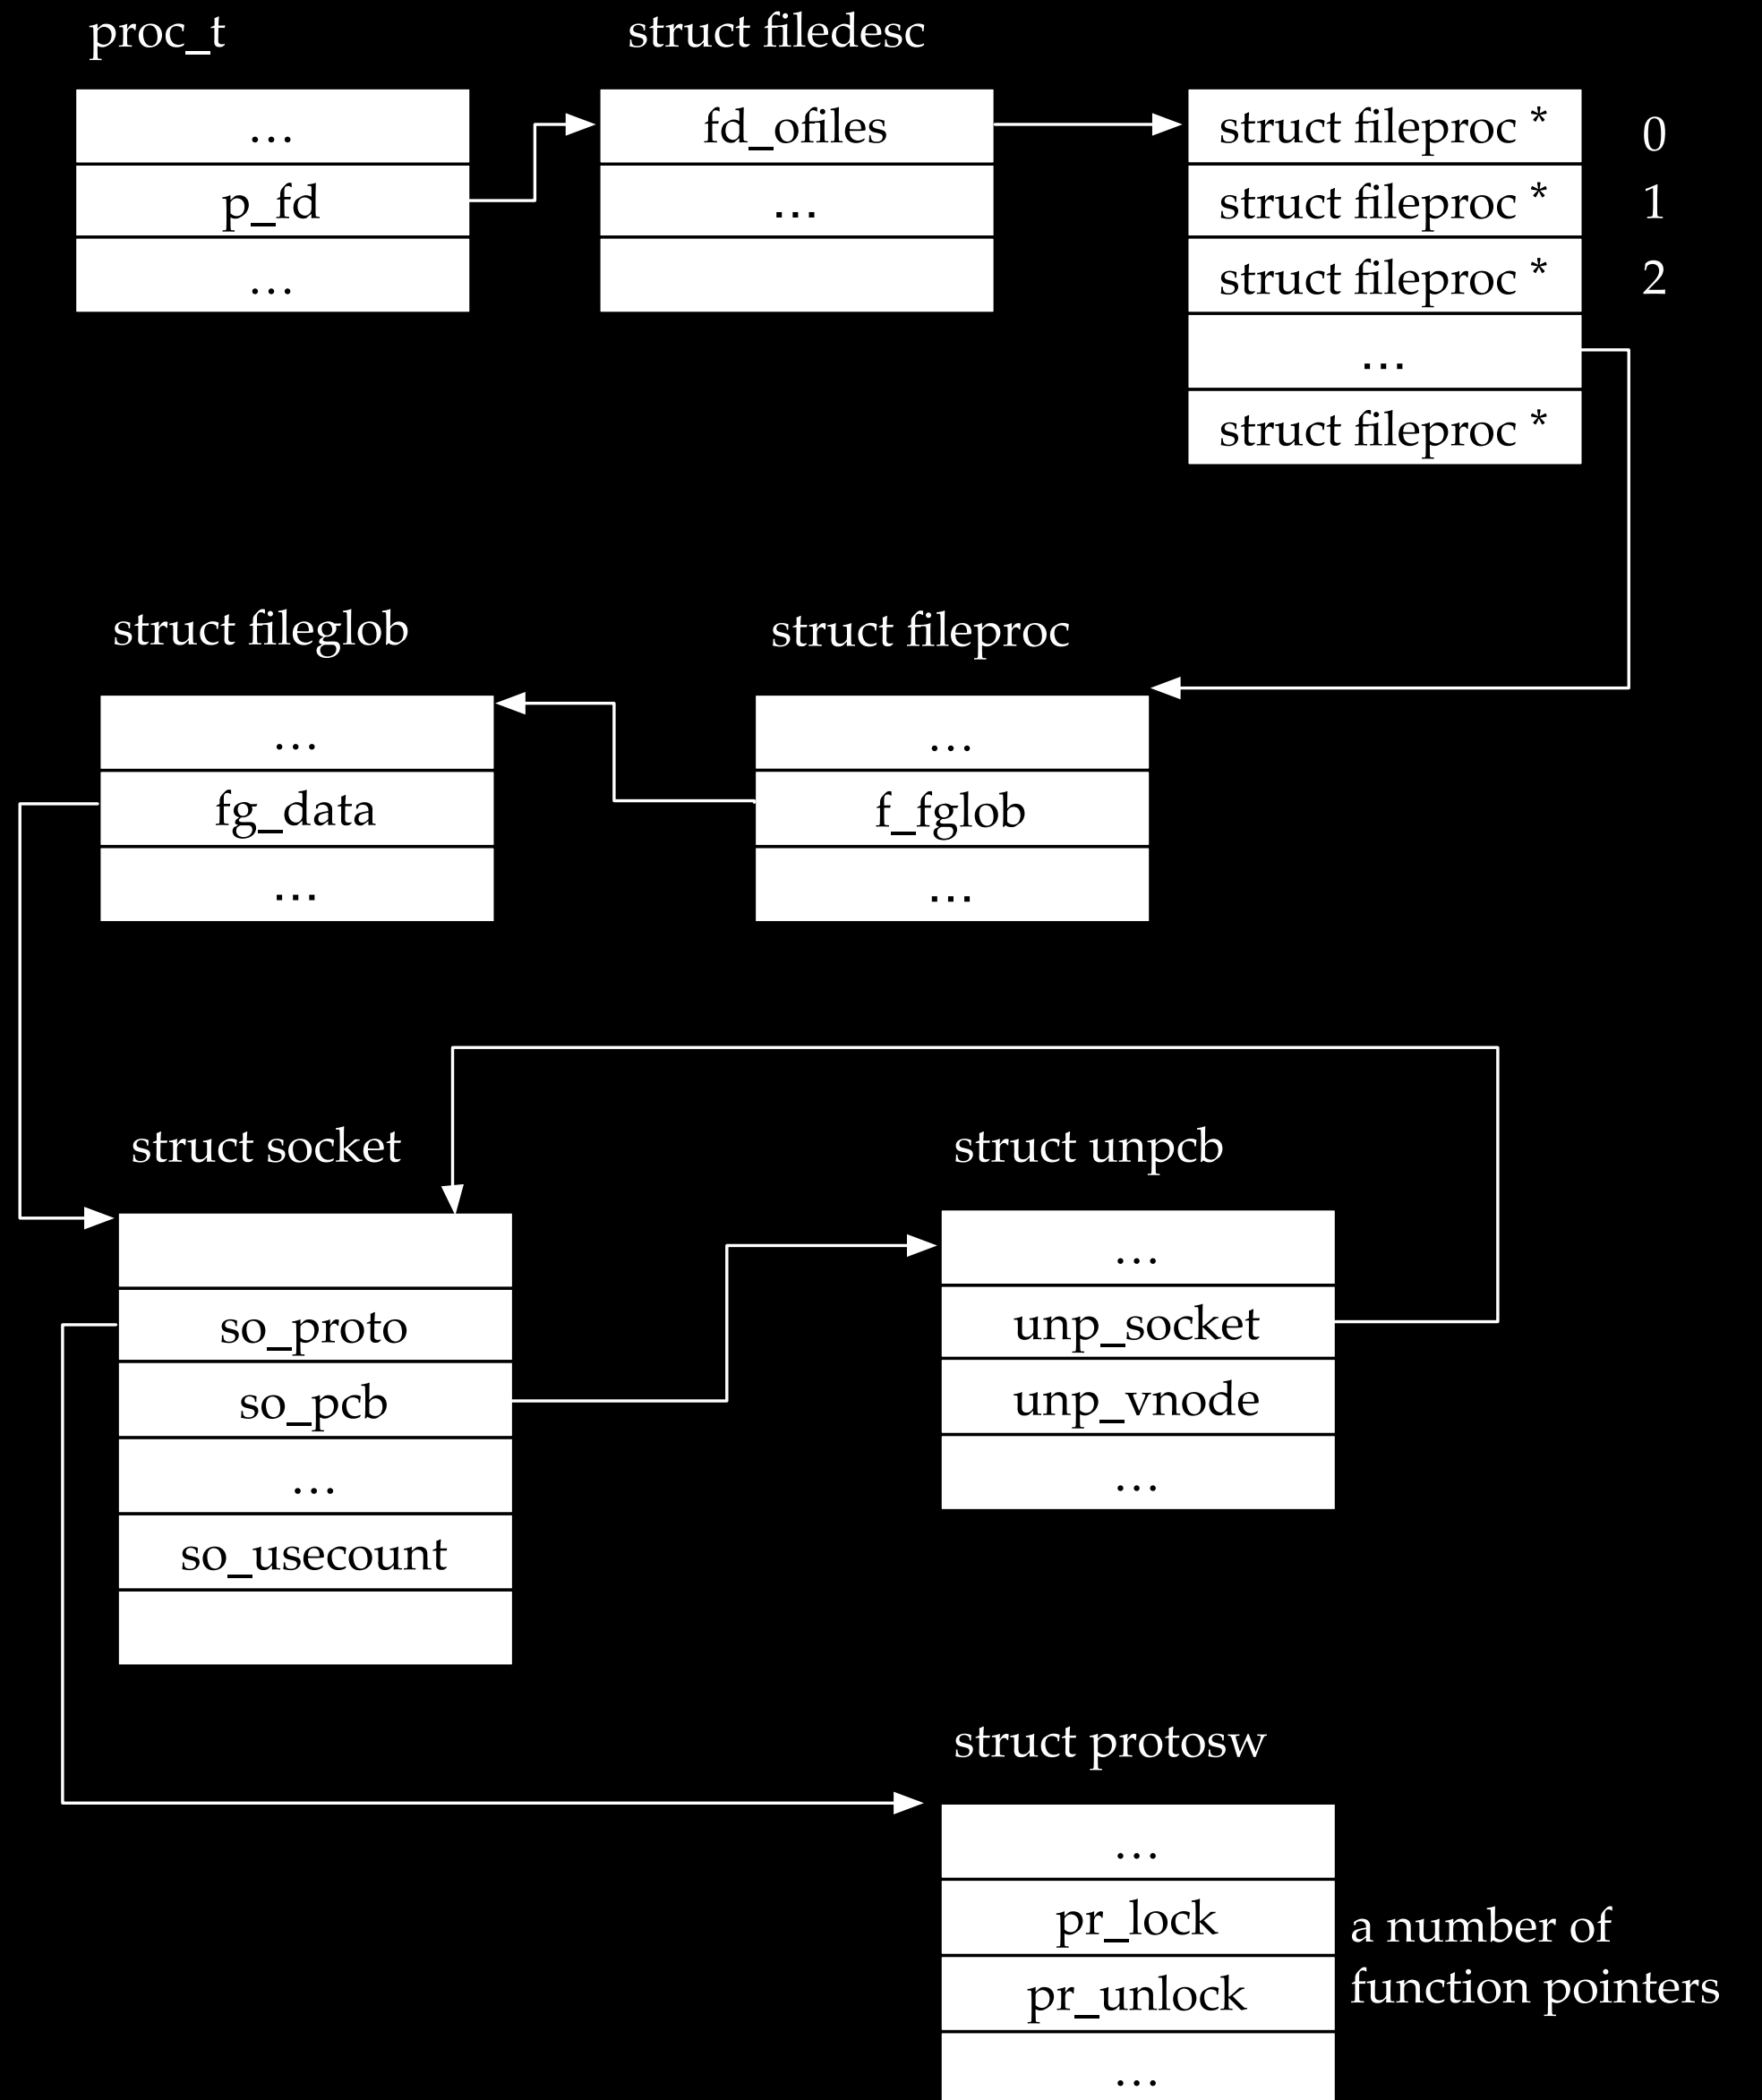 proc_t
...
p_fd
...
struct filedesc
fd_ofiles
...
struct fileproc * 0
struct fileproc * 1
struct fileproc * 2
...
struct fileproc *
struct fileglob
...
fg_data
...
struct fileproc
...
f_fglob
...
struct socket
so_proto
so_pcb
...
so_usecount
struct unpcb
...
unp_socket
unp_vnode
...
struct protosw
...
pr_lock
pr_unlock
...
a number of
function pointers